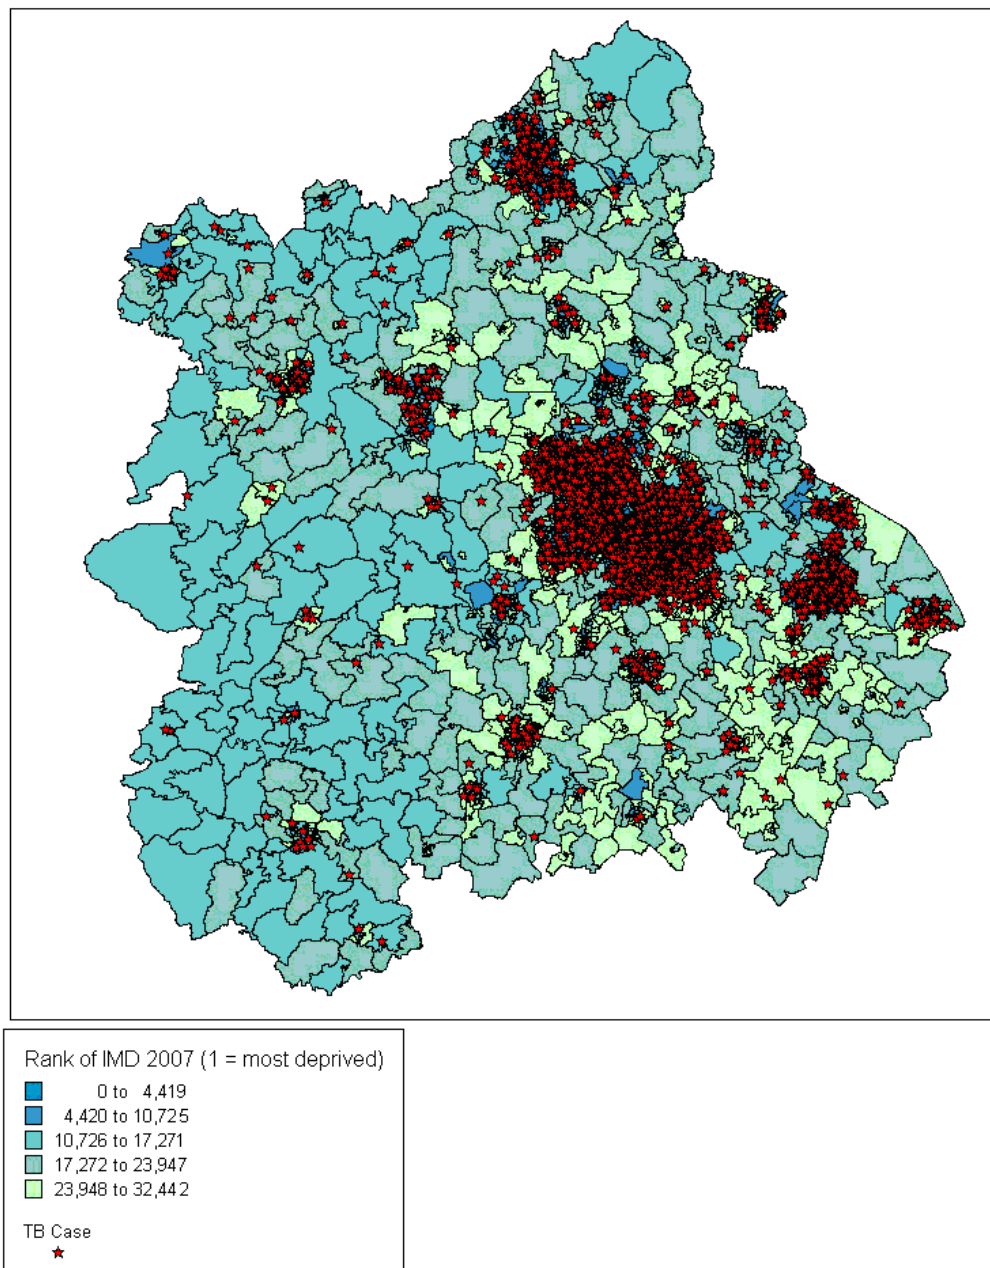 Rank of IMD 2007 (1 = most deprived)
0 to 4,419
4,420 to 10,725
10,726 to 17,271
17,272 to 23,947
23,948 to 32,442
TB Case